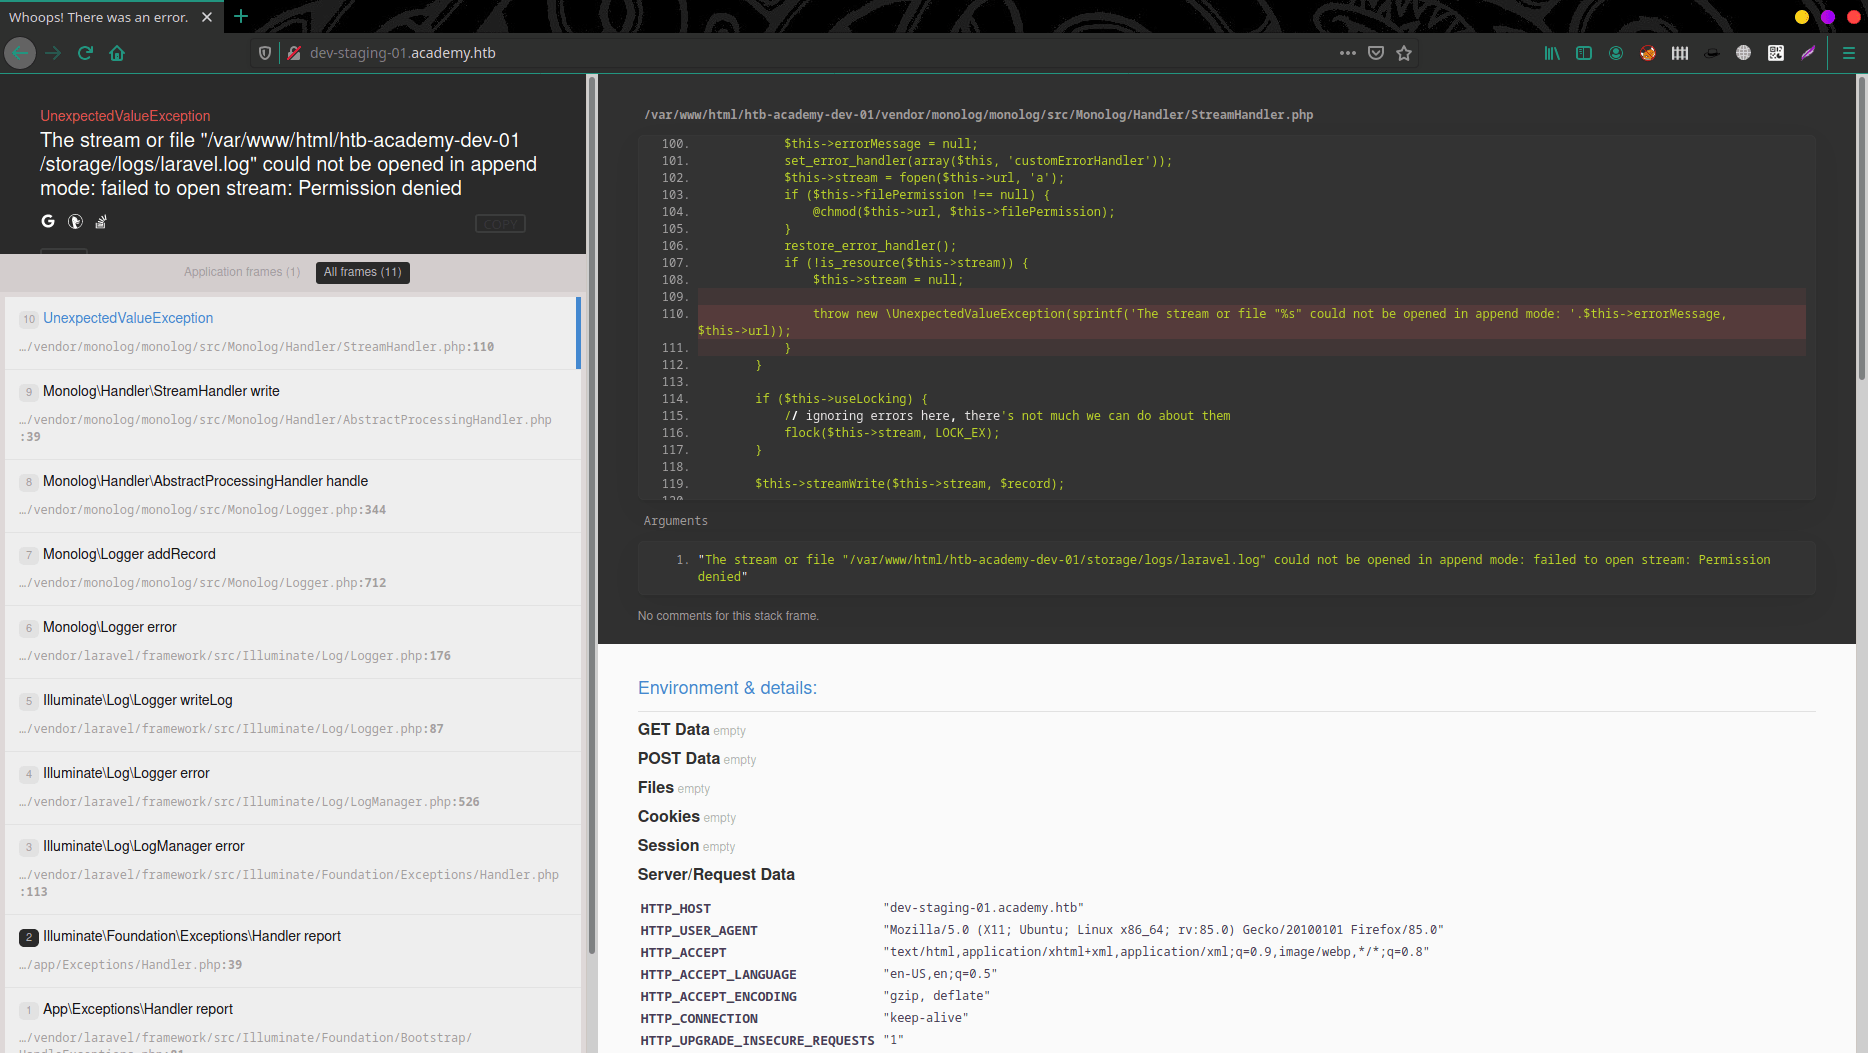 Whoops! There was an error.
dev-staging-01.academy.htb
UnexpectedValueException
The stream or file "/var/www/html/htb-academy-dev-01
/storage/logs/laravel.log" could not be opened in append
mode: failed to open stream: Permission denied
COPY
Application frames (1)
All frames (11)
10 UnexpectedValueException
…/vendor/monolog/monolog/src/Monolog/Handler/StreamHandler.php:110
9 Monolog\Handler\StreamHandler write
…/vendor/monolog/monolog/src/Monolog/Handler/AbstractProcessingHandler.php
:39
8 Monolog\Handler\AbstractProcessingHandler handle
…/vendor/monolog/monolog/src/Monolog/Logger.php:344
7 Monolog\Logger addRecord
…/vendor/monolog/monolog/src/Monolog/Logger.php:712
6 Monolog\Logger error
…/vendor/laravel/framework/src/Illuminate/Log/Logger.php:176
5 Illuminate\Log\Logger writeLog
…/vendor/laravel/framework/src/Illuminate/Log/Logger.php:87
4 Illuminate\Log\Logger error
…/vendor/laravel/framework/src/Illuminate/Log/LogManager.php:526
3 Illuminate\Log\LogManager error
…/vendor/laravel/framework/src/Illuminate/Foundation/Exceptions/Handler.php
:113
2 Illuminate\Foundation\Exceptions\Handler report
…/app/Exceptions/Handler.php:39
1 App\Exceptions\Handler report
…/vendor/laravel/framework/src/Illuminate/Foundation/Bootstrap/
/var/www/html/htb-academy-dev-01/vendor/monolog/monolog/src/Monolog/Handler/StreamHandler.php
100. $this->errorMessage = null;
101. set_error_handler(array($this, 'customErrorHandler'));
102. $this->stream = fopen($this->url, 'a');
103. if ($this->filePermission !== null) {
104. @chmod($this->url, $this->filePermission);
105. }
106. restore_error_handler();
107. if (!is_resource($this->stream)) {
108. $this->stream = null;
109.
110. throw new \UnexpectedValueException(sprintf('The stream or file "%s" could not be opened in append mode: '.$this->errorMessage,
$this->url));
111. }
112. }
113.
114. if ($this->useLocking) {
115. // ignoring errors here, there's not much we can do about them
116. flock($this->stream, LOCK_EX);
117. }
118.
119. $this->streamWrite($this->stream, $record);
Arguments
1. "The stream or file "/var/www/html/htb-academy-dev-01/storage/logs/laravel.log" could not be opened in append mode: failed to open stream: Permission
denied"
No comments for this stack frame.
Environment & details:
GET Data empty
POST Data empty
Files empty
Cookies empty
Session empty
Server/Request Data
HTTP_HOST "dev-staging-01.academy.htb"
HTTP_USER_AGENT "Mozilla/5.0 (X11; Ubuntu; Linux x86_64; rv:85.0) Gecko/20100101 Firefox/85.0"
HTTP_ACCEPT "text/html,application/xhtml+xml,application/xml;q=0.9,image/webp,*/*;q=0.8"
HTTP_ACCEPT_LANGUAGE "en-US,en;q=0.5"
HTTP_ACCEPT_ENCODING "gzip, deflate"
HTTP_CONNECTION "keep-alive"
HTTP_UPGRADE_INSECURE_REQUESTS "1"